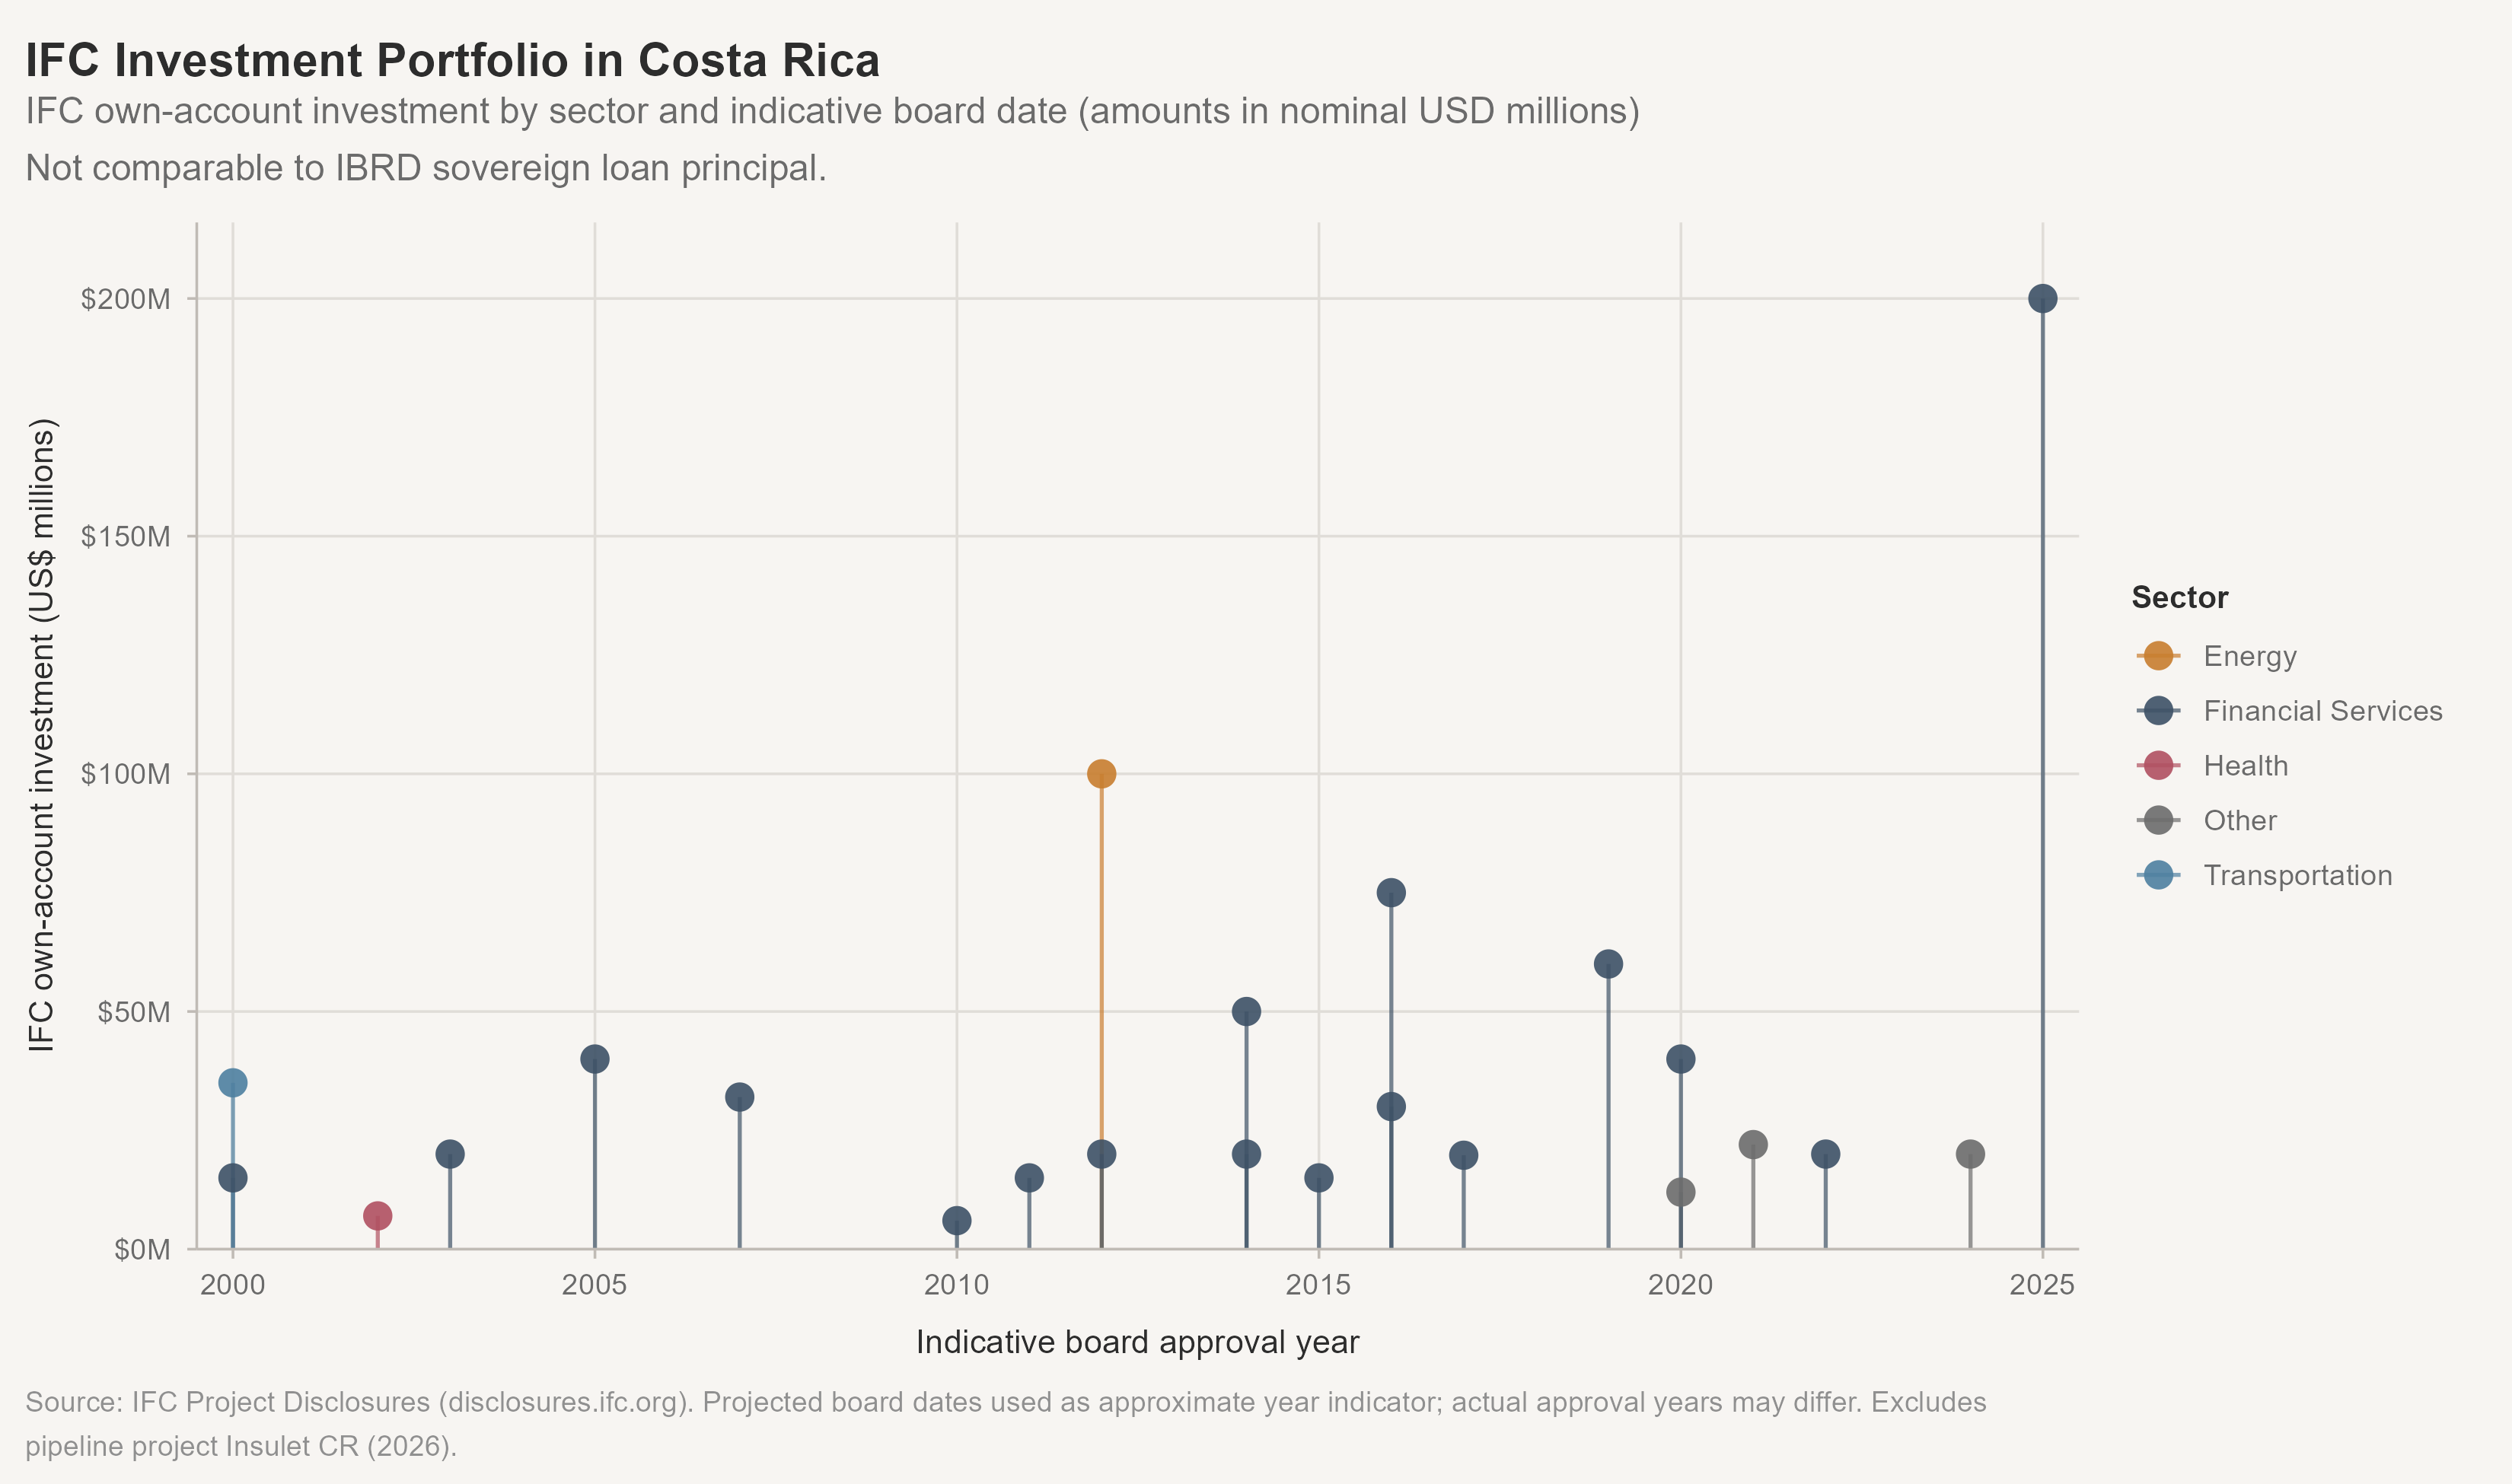 IFC Investment Portfolio in Costa Rica
IFC own-account investment by sector and indicative board date (amounts in nominal USD millions)
Not comparable to IBRD sovereign loan principal.
IFC own-account investment (US$ millions)
$200M
$150M
$100M
$50M
$0M
2000
2005
2010
2015
2020
2025
Indicative board approval year
Sector
Energy
Financial Services
Health
Other
Transportation
Source: IFC Project Disclosures (disclosures.ifc.org). Projected board dates used as approximate year indicator; actual approval years may differ. Excludes
pipeline project Insulet CR (2026).